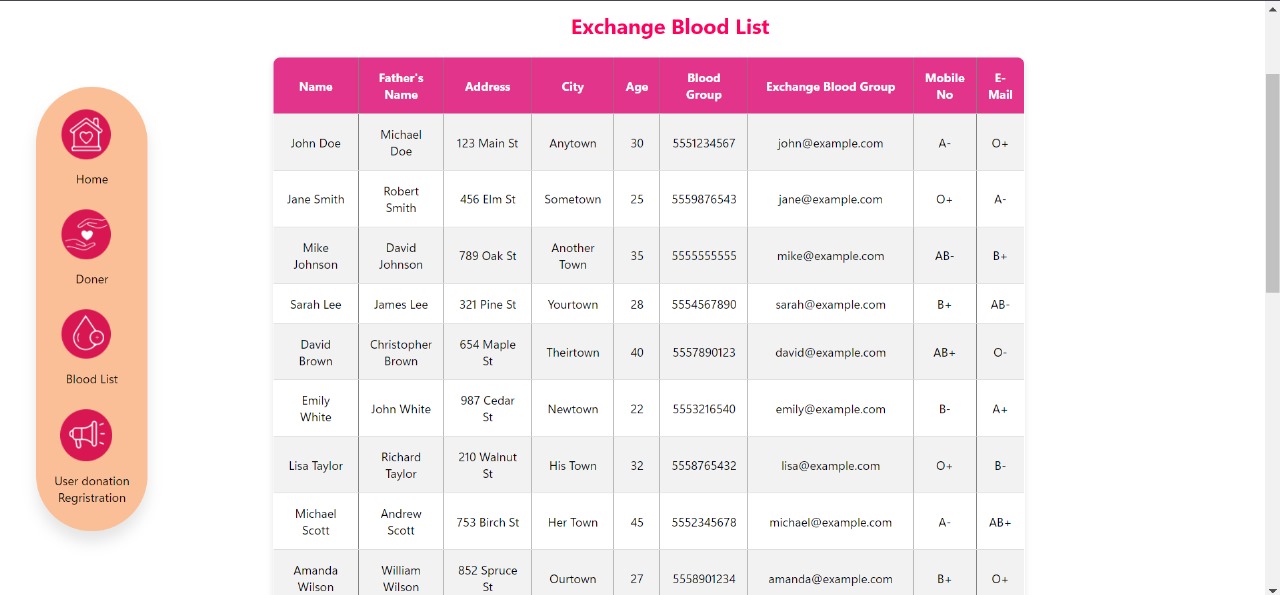 Exchange Blood List
Name Father's Name Address City Age Blood Group Exchange Blood Group Mobile No E-Mail
John Doe Michael Doe 123 Main St Anytown 30 5551234567 john@example.com A- O+
Jane Smith Robert Smith 456 Elm St Sometown 25 5559876543 jane@example.com O+ A-
Mike Johnson David Johnson 789 Oak St Another Town 35 5555555555 mike@example.com AB- B+
Sarah Lee James Lee 321 Pine St Yourtown 28 5554567890 sarah@example.com B+ AB-
David Brown Christopher Brown 654 Maple St Theirtown 40 5557890123 david@example.com AB+ O-
Emily White John White 987 Cedar St Newtown 22 5553216540 emily@example.com B- A+
Lisa Taylor Richard Taylor 210 Walnut St His Town 32 5558765432 lisa@example.com O+ B-
Michael Scott Andrew Scott 753 Birch St Her Town 45 5552345678 michael@example.com A- AB+
Amanda Wilson William Wilson 852 Spruce St Ourtown 27 5558901234 amanda@example.com B+ O+
Home
Doner
Blood List
User donation
Regristration